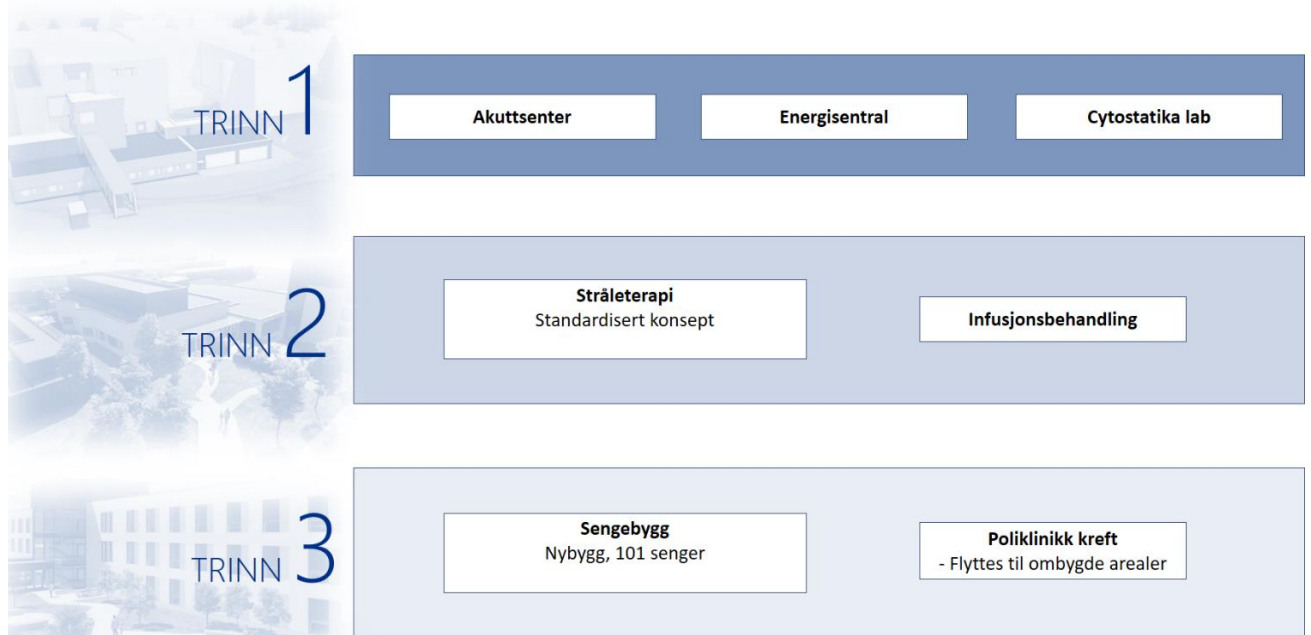 TRINN 1
Akuttsenter
Energisentral
Cytostatika lab
TRINN 2
Stråleterapi
Standardisert konsept
Infusjonsbehandling
TRINN 3
Sengebygg
Nybygg, 101 senger
Poliklinikk kreft
- Flyttes til ombygde arealer